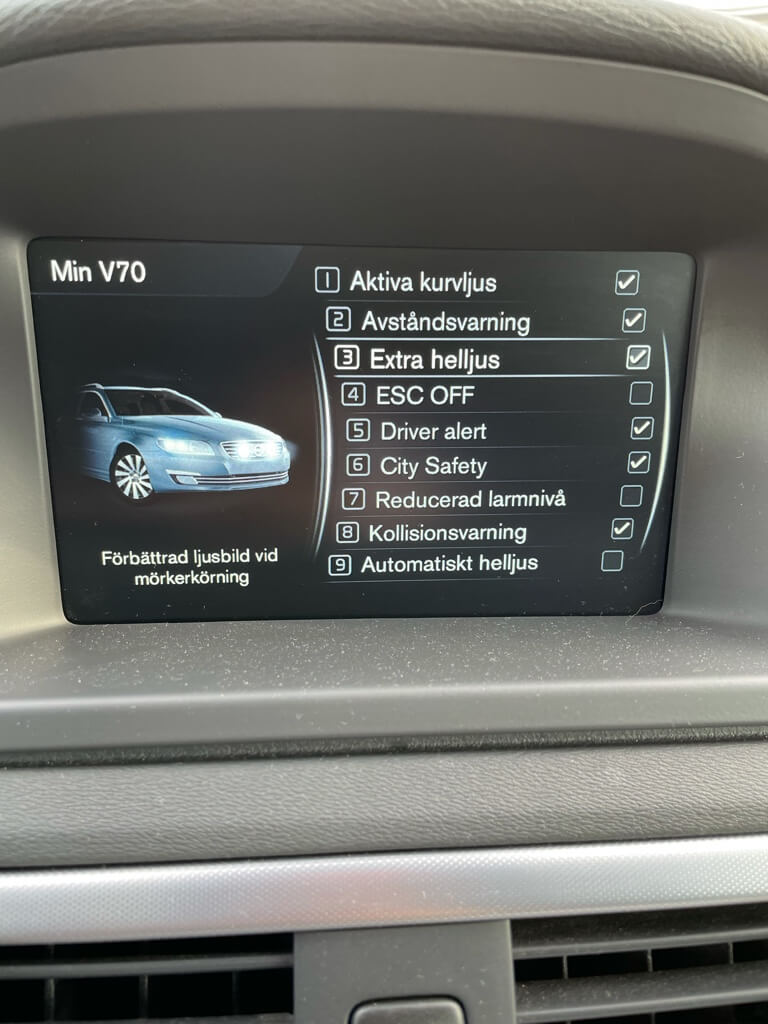 Min V70
1 Aktiva kurvljus
2 Avståndsvarning
3 Extra helljus
4 ESC OFF
5 Driver alert
6 City Safety
7 Reducerad larmnivå
8 Kollisionsvarning
9 Automatiskt helljus
Förbättrad ljusbild vid
mörkerkörning